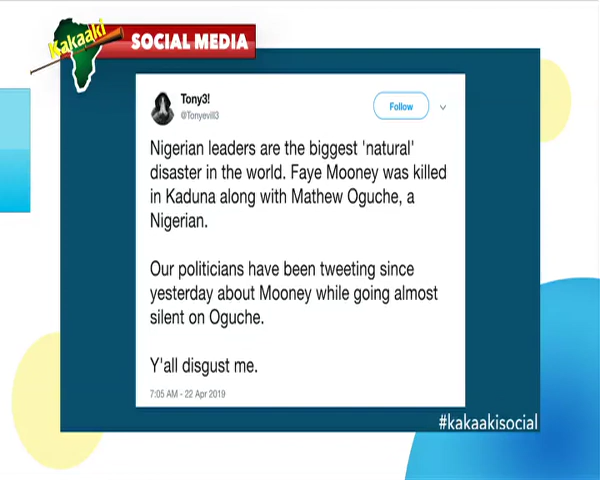 Kakaaki
SOCIAL MEDIA
Tony3!
@Tonyevill3
Follow
Nigerian leaders are the biggest 'natural'
disaster in the world. Faye Mooney was killed
in Kaduna along with Mathew Oguche, a
Nigerian.
Our politicians have been tweeting since
yesterday about Mooney while going almost
silent on Oguche.
Y'all disgust me.
7:05 AM - 22 Apr 2019
#kakaakisocial